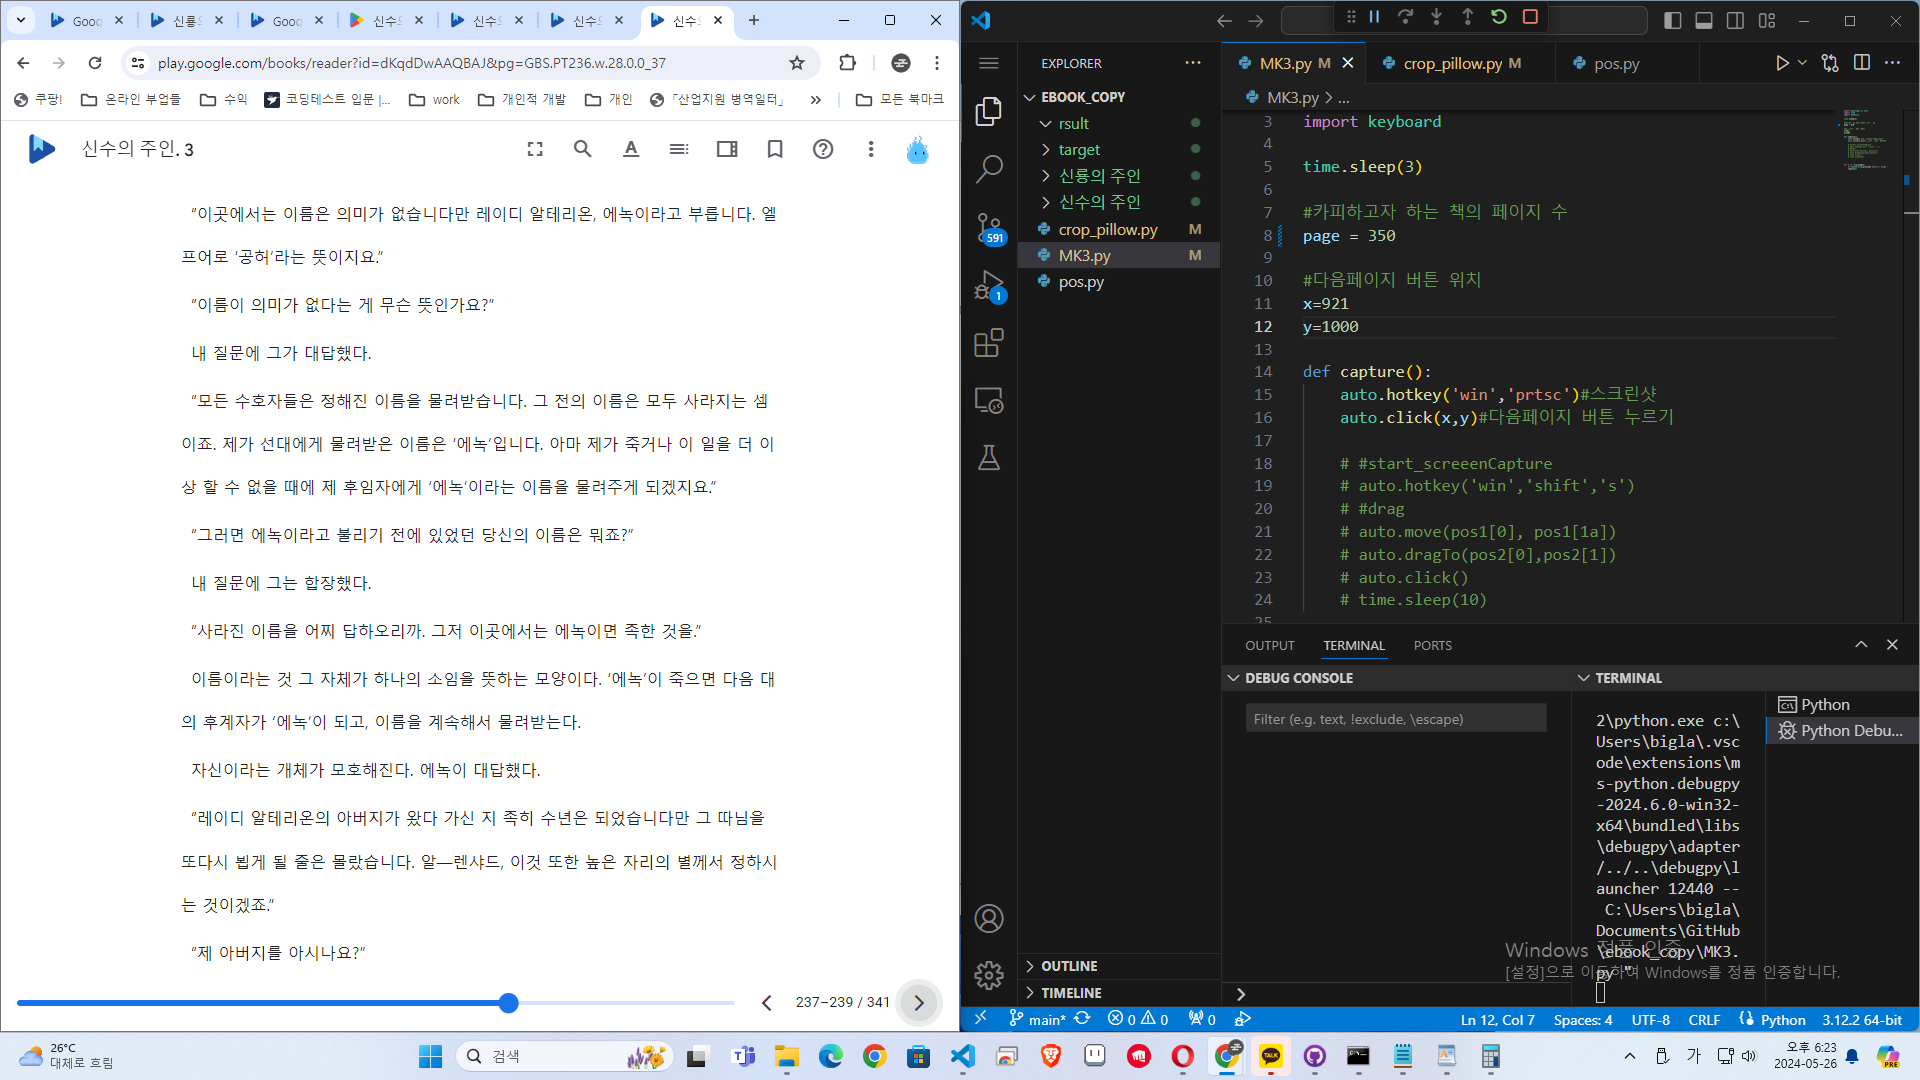 Goog
신룡의
Goog
신수의
신수의
신수의
신수의
play.google.com/books/reader?id=dKqdDwAAQBAJ&pg=GBS.PT236.w.28.0.0_37
쿠팡!
온라인 부업들
수익
코딩테스트 입문 |...
work
개인적 개발
개인
「산업지원 병역일터」
»
모든 북마크
신수의 주인. 3
“이곳에서는 이름은 의미가 없습니다만 레이디 알테리온, 에녹이라고 부릅니다. 엘
프어로 ‘공허’라는 뜻이지요.”
“이름이 의미가 없다는 게 무슨 뜻인가요?”
내 질문에 그가 대답했다.
“모든 수호자들은 정해진 이름을 물려받습니다. 그 전의 이름은 모두 사라지는 셈
이죠. 제가 선대에게 물려받은 이름은 ‘에녹’입니다. 아마 제가 죽거나 이 일을 더 이
상 할 수 없을 때에 제 후임자에게 ‘에녹’이라는 이름을 물려주게 되겠지요.”
“그러면 에녹이라고 불리기 전에 있었던 당신의 이름은 뭐죠?”
내 질문에 그는 합장했다.
“사라진 이름을 어찌 답하오리까. 그저 이곳에서는 에녹이면 족한 것을.”
이름이라는 것 그 자체가 하나의 소임을 뜻하는 모양이다. ‘에녹’이 죽으면 다음 대
의 후계자가 ‘에녹’이 되고, 이름을 계속해서 물려받는다.
자신이라는 개체가 모호해진다. 에녹이 대답했다.
“레이디 알테리온의 아버지가 왔다 가신 지 족히 수년은 되었습니다만 그 따님을
또다시 뵙게 될 줄은 몰랐습니다. 알—렌샤드, 이것 또한 높은 자리의 별께서 정하시
는 것이겠죠.”
“제 아버지를 아시나요?”
237–239 / 341
EXPLORER
EBOOK_COPY
rsult
target
신룡의 주인
신수의 주인
crop_pillow.py M
MK3.py M
pos.py
591
1
OUTLINE
TIMELINE
MK3.py M
crop_pillow.py M
pos.py
MK3.py > ...
3 import keyboard
4
5 time.sleep(3)
6
7 #카피하고자 하는 책의 페이지 수
8 page = 350
9
10 #다음페이지 버튼 위치
11 x=921
12 y=1000
13
14 def capture():
15 auto.hotkey('win','prtsc')#스크린샷
16 auto.click(x,y)#다음페이지 버튼 누르기
17
18 # #start_screeenCapture
19 # auto.hotkey('win','shift','s')
20 # #drag
21 # auto.move(pos1[0], pos1[1a])
22 # auto.dragTo(pos2[0],pos2[1])
23 # auto.click()
24 # time.sleep(10)
25
OUTPUT
TERMINAL
PORTS
DEBUG CONSOLE
Filter (e.g. text, !exclude, \escape)
TERMINAL
2\python.exe c:\
Users\bigla\.vsc
ode\extensions\m
s-python.debugpy
-2024.6.0-win32-
x64\bundled\libs
\debugpy\adapter
/../..\debugpy\l
auncher 12440 --
C:\Users\bigla\
Documents\GitHub
\ebook_copy\MK3.
py "
Python
Python Debu...
Windows 정품 인증
[설정]으로 이동하여 Windows를 정품 인증합니다.
main*
0
0
0
Ln 12, Col 7
Spaces: 4
UTF-8
CRLF
Python
3.12.2 64-bit
26°C
대체로 흐림
검색
TALK
가
오후 6:23
2024-05-26
PRE